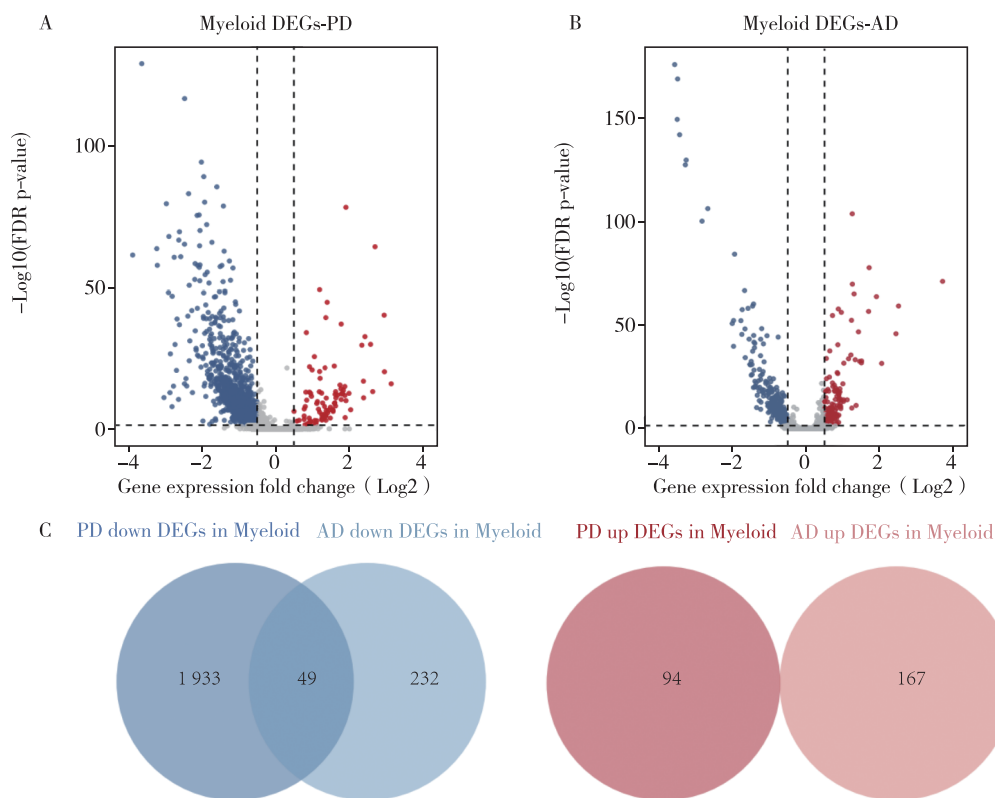 A
Myeloid DEGs-PD
−Log10(FDR p-value)
100
50
0
−4 −2 0 2 4
Gene expression fold change（Log2）
B
Myeloid DEGs-AD
−Log10(FDR p-value)
150
100
50
0
−4 −2 0 2 4
Gene expression fold change（Log2）
C
PD down DEGs in Myeloid AD down DEGs in Myeloid
1 933 49 232
PD up DEGs in Myeloid AD up DEGs in Myeloid
94 167